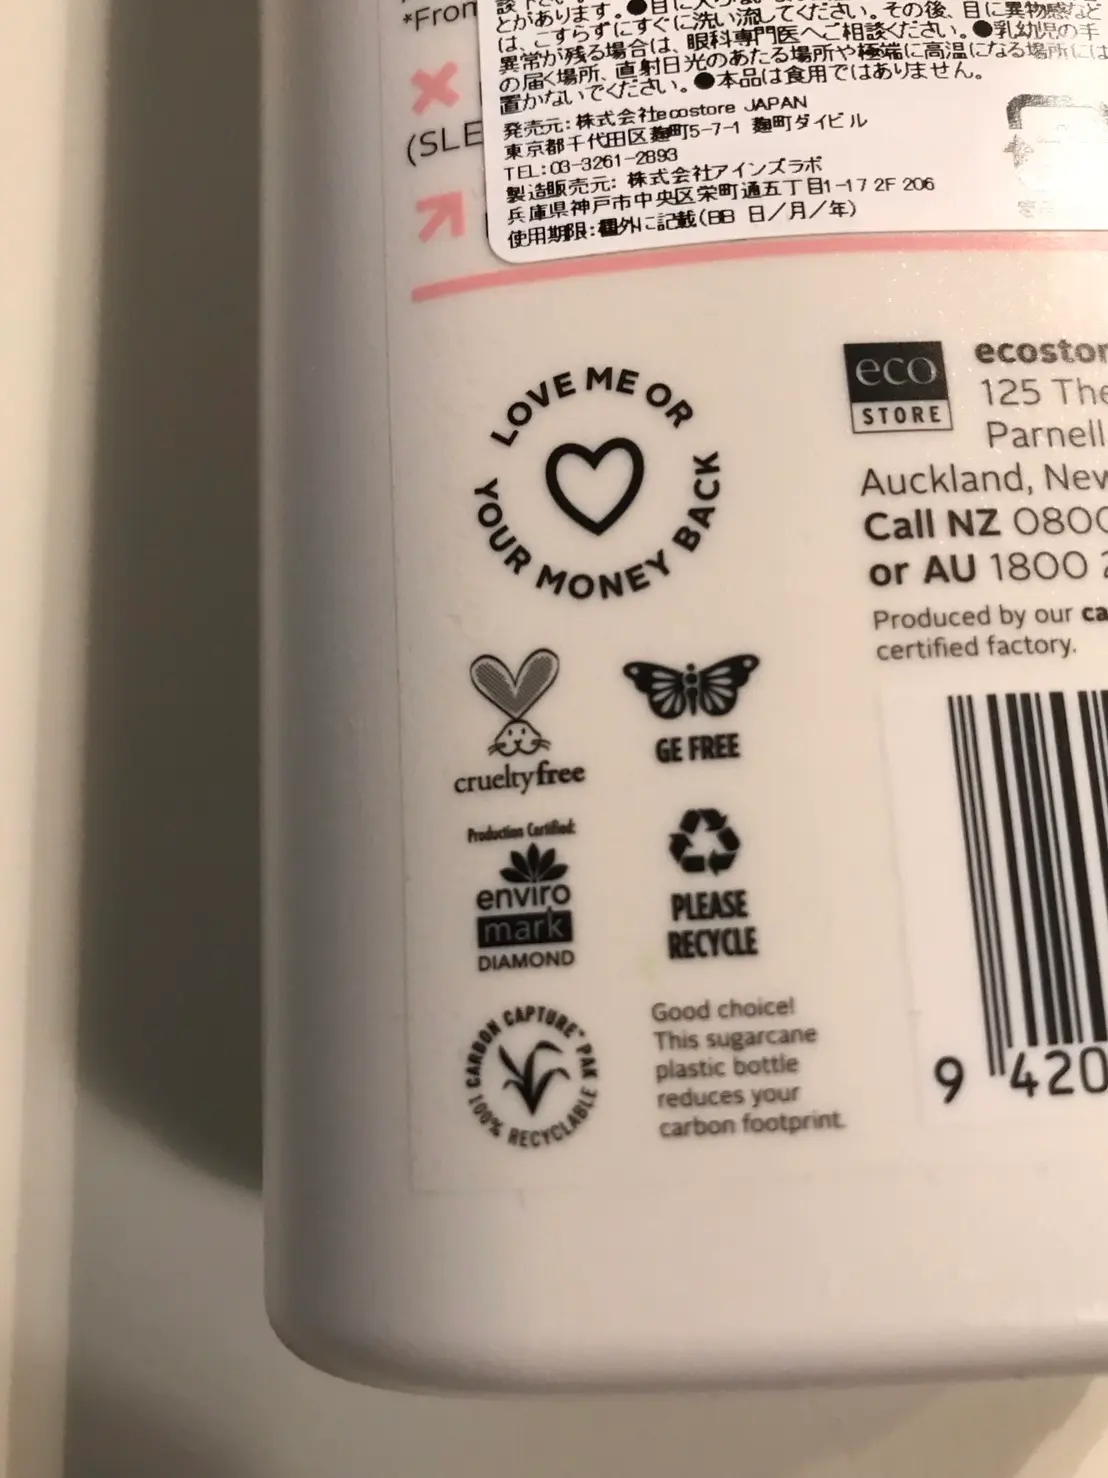 *From
とがあります。●目に入
は、こすらずにすぐに洗い流してください。その後、目に異物感など
異常が残る場合は、眼科専門医へご相談ください。●乳幼児の手
の届く場所、直射日光のあたる場所や極端に高温になる場所には
置かないでください。●本品は食用ではありません。
発売元:株式会社ecostore JAPAN
東京都千代田区麹町5-7-1 麹町ダイビル
TEL:03-3261-2893
製造販売元:株式会社アインズラボ
兵庫県神戸市中央区栄町通五丁目1-17 2F 206
使用期限:欄外に記載(BB 日/月/年)
(SLE
LOVE ME OR
YOUR MONEY BACK
eco
STORE
ecostor
125 The
Parnell
Auckland, New
Call NZ 0800
or AU 1800 2
Produced by our ca
certified factory.
crueltyfree
GE FREE
Production Certified:
enviro
mark
DIAMOND
PLEASE
RECYCLE
CARBON CAPTURE™ PAK
100% RECYCLABLE
Good choice!
This sugarcane
plastic bottle
reduces your
carbon footprint.
9 420